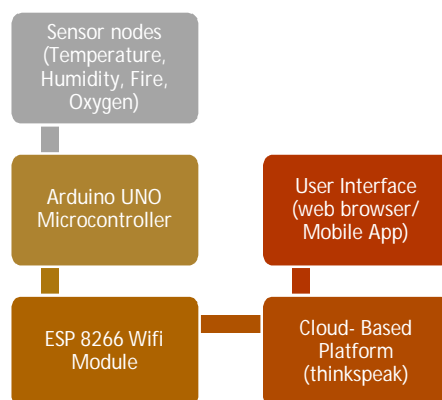 Sensor nodes
(Temperature,
Humidity, Fire,
Oxygen)
Arduino UNO
Microcontroller
ESP 8266 Wifi
Module
Cloud- Based
Platform
(thinkspeak)
User Interface
(web browser/
Mobile App)